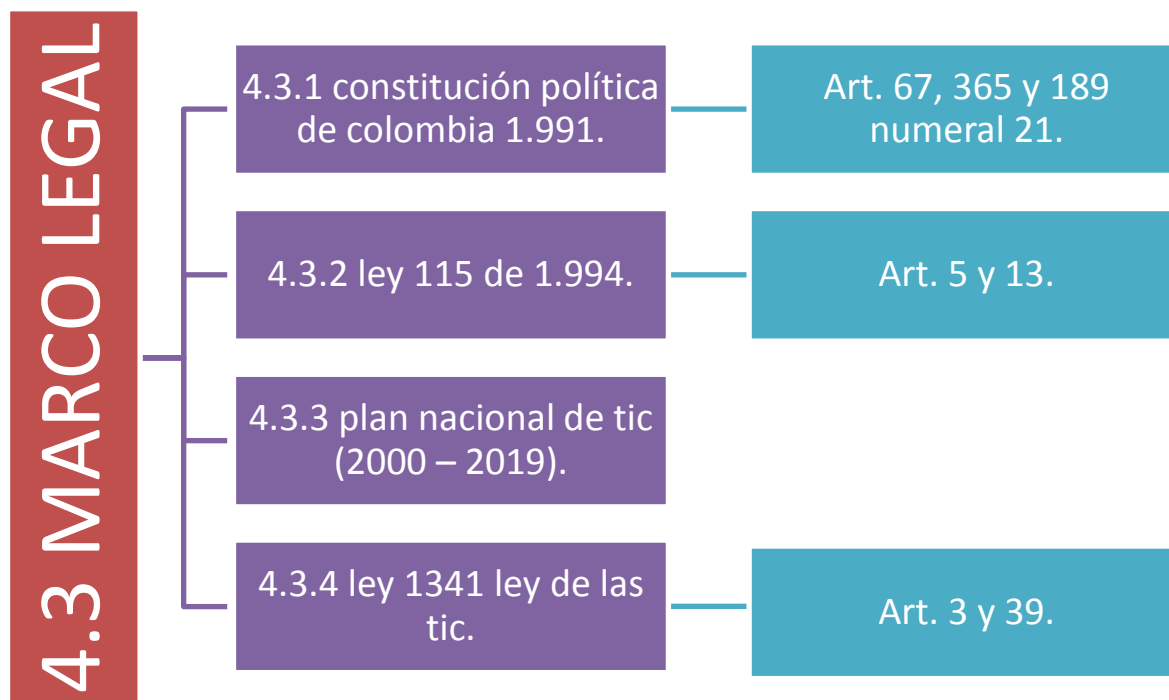 4.3 MARCO LEGAL
4.3.1 constitución política
de colombia 1.991.
Art. 67, 365 y 189
numeral 21.
4.3.2 ley 115 de 1.994.
Art. 5 y 13.
4.3.3 plan nacional de tic
(2000 – 2019).
4.3.4 ley 1341 ley de las
tic.
Art. 3 y 39.